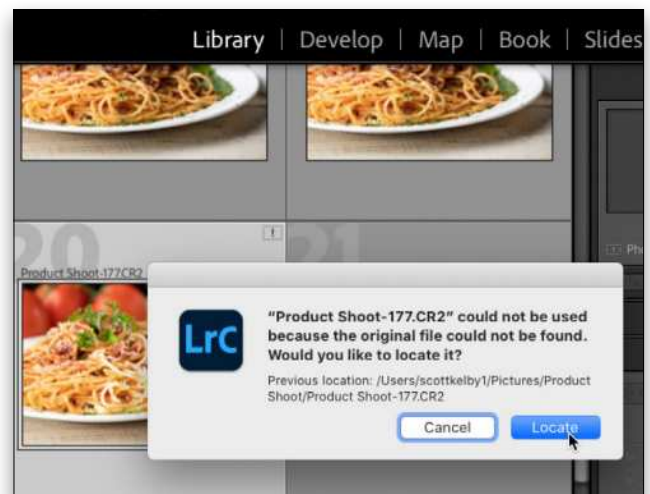 Library | Develop | Map | Book | Slides
20
21
Product Shoot-177CR2
Ph
LrC
“Product Shoot-177.CR2” could not be used
because the original file could not be found.
Would you like to locate it?
Previous location: /Users/scottkelby1/Pictures/Product
Shoot/Product Shoot-177.CR2
Cancel
Locate